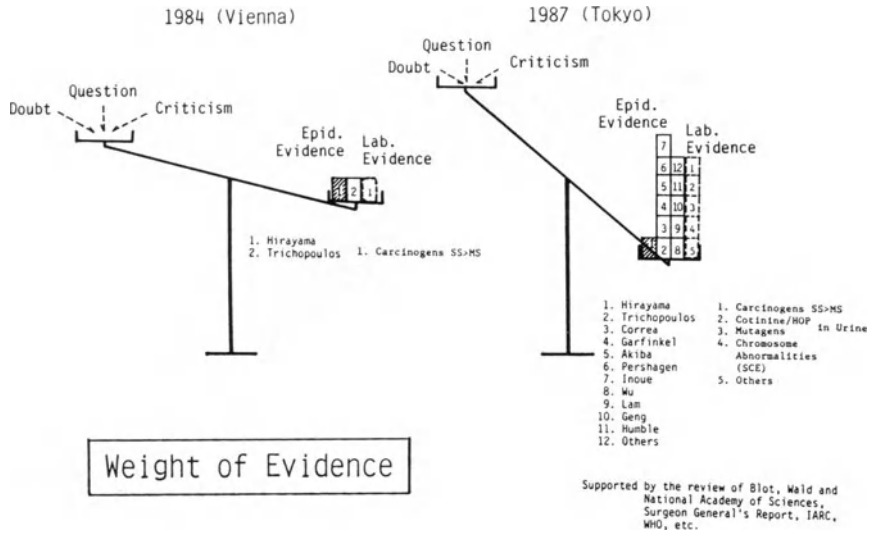 1984 (Vienna)
Question
Doubt
Criticism
Epid.
Evidence
Lab.
Evidence
2
1
1. Hirayama
2. Trichopoulos
1. Carcinogens SS>MS
1987 (Tokyo)
Question
Doubt
Criticism
Epid.
Evidence
Lab.
Evidence
7
6 12 1
5 11 2
4 10 3
3 9 4
2 8 5
1. Hirayama
2. Trichopoulos
3. Correa
4. Garfinkel
5. Akiba
6. Pershagen
7. Inoue
8. Wu
9. Lam
10. Geng
11. Humble
12. Others
1. Carcinogens SS>MS
2. Cotinine/HOP
3. Mutagens
in Urine
4. Chromosome
Abnormalities
(SCE)
5. Others
Weight of Evidence
Supported by the review of Blot, Wald and
National Academy of Sciences,
Surgeon General's Report, IARC,
WHO, etc.